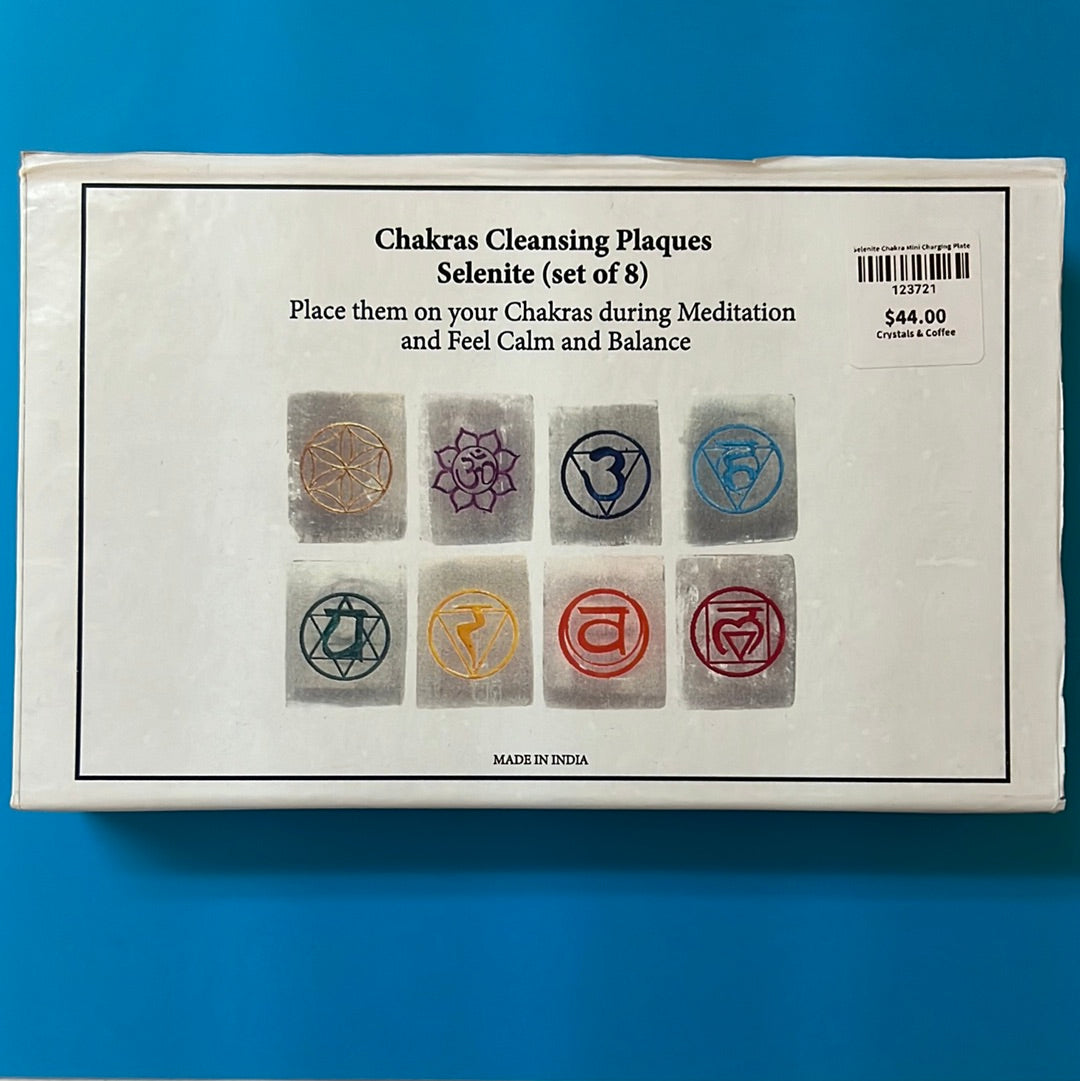 Chakras Cleansing Plaques
Selenite (set of 8)
Place them on your Chakras during Meditation
and Feel Calm and Balance
Selenite Chakra Mini Charging Plate
123721
$44.00
Crystals & Coffee
ॐ
ह
य
र
व
ल
MADE IN INDIA